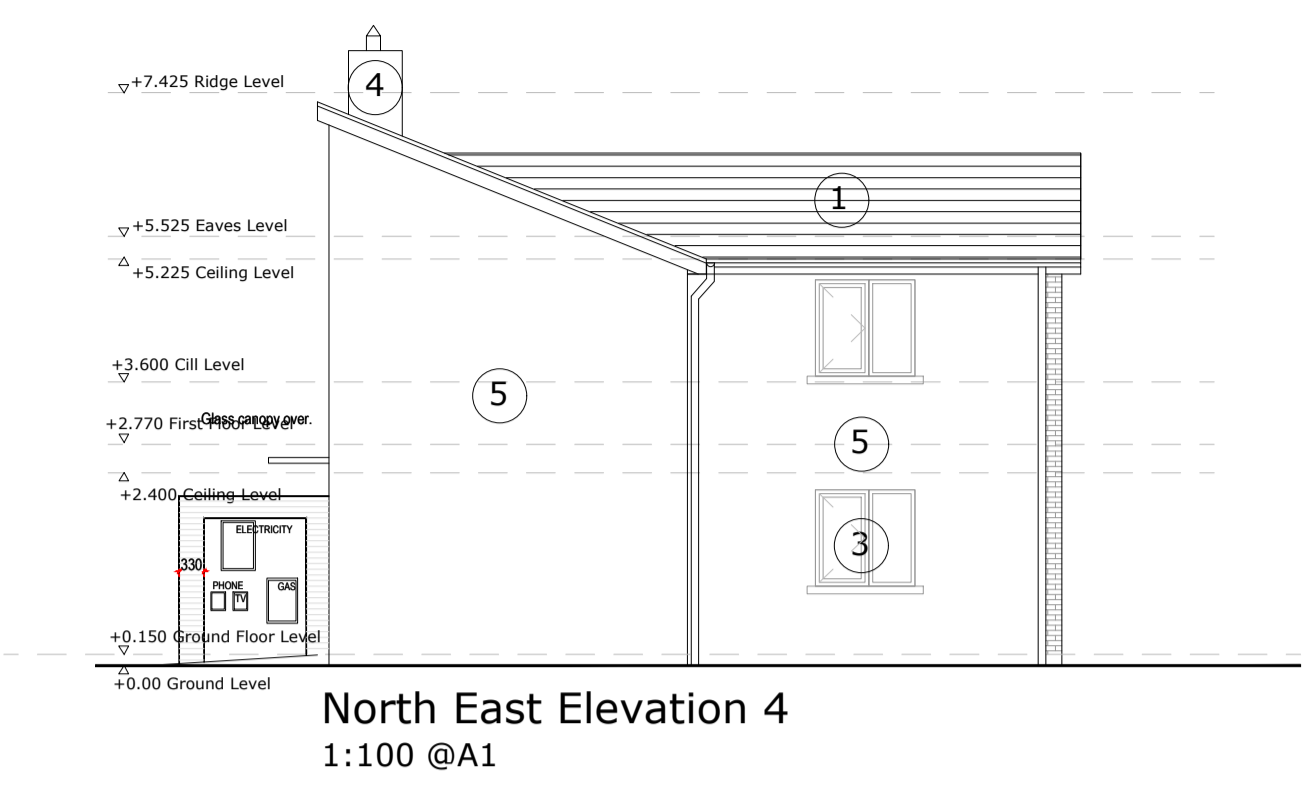 +7.425 Ridge Level
4
1
+5.525 Eaves Level
+5.225 Ceiling Level
+3.600 Cill Level
5
Glass canopy over.
+2.770 First Floor Level
5
+2.400 Ceiling Level
ELECTRICITY
3
330
PHONE
GAS
TV
+0.150 Ground Floor Level
+0.00 Ground Level
North East Elevation 4
1:100 @A1